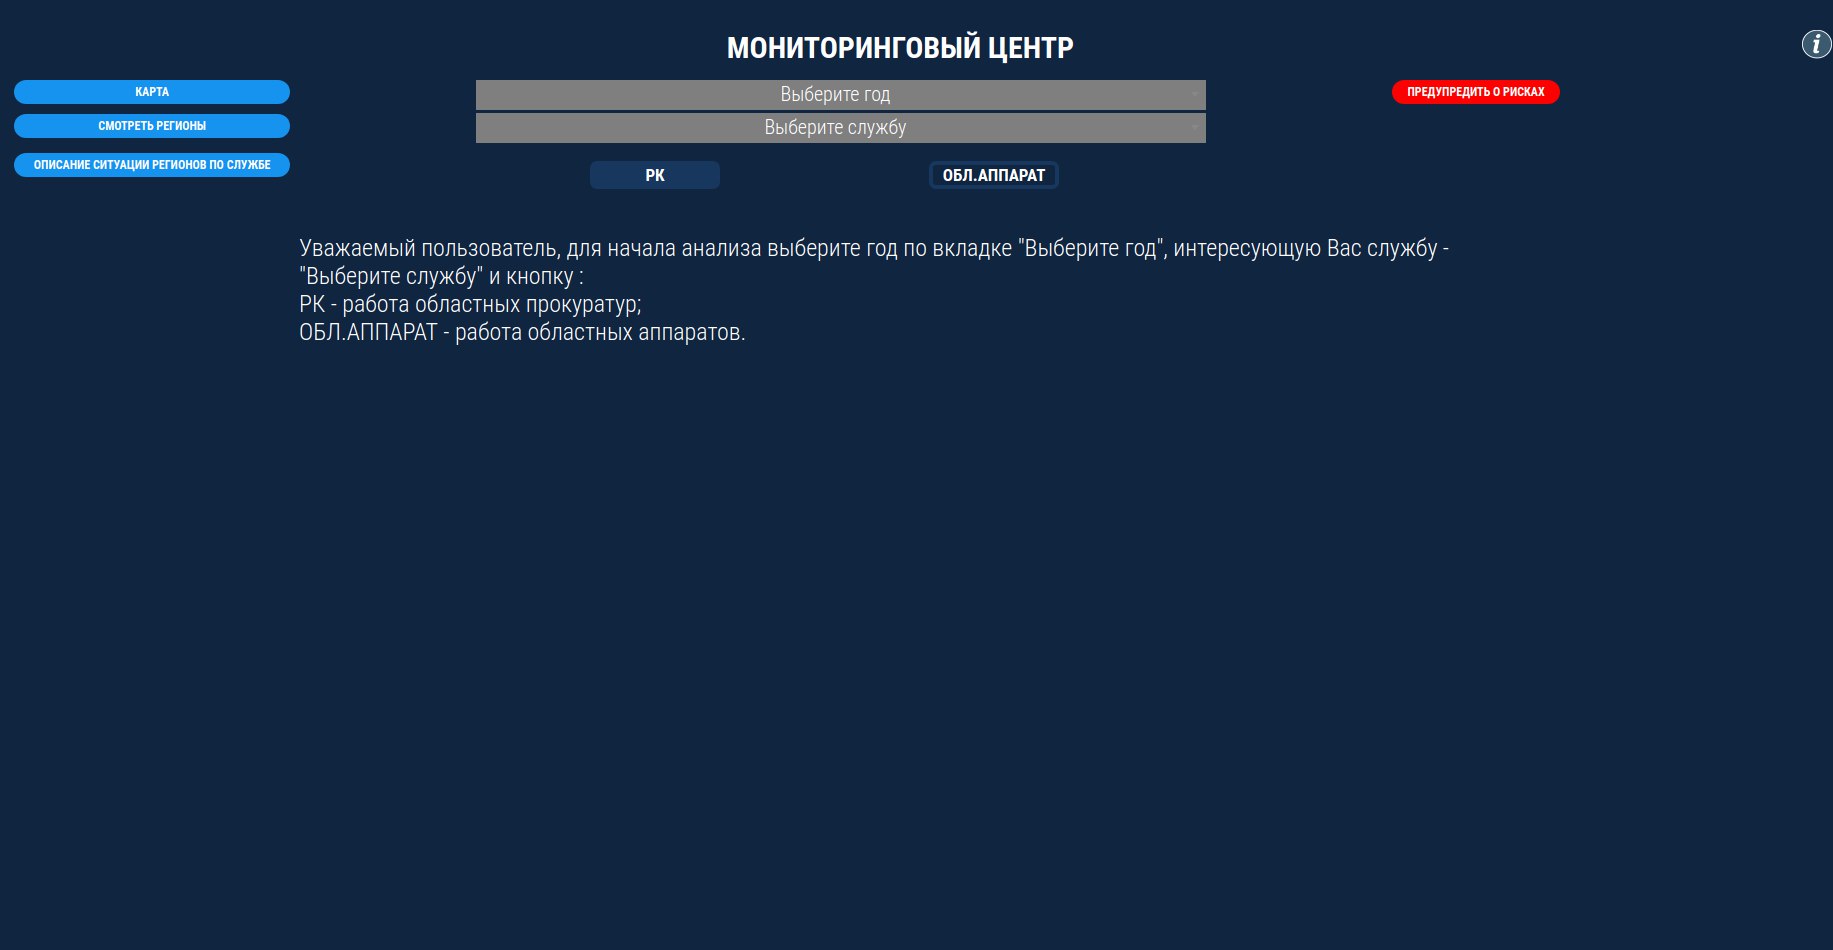 МОНИТОРИНГОВЫЙ ЦЕНТР
i
КАРТА
Выберите год
ПРЕДУПРЕДИТЬ О РИСКАХ
СМОТРЕТЬ РЕГИОНЫ
Выберите службу
ОПИСАНИЕ СИТУАЦИИ РЕГИОНОВ ПО СЛУЖБЕ
РК
ОБЛ.АППАРАТ
Уважаемый пользователь, для начала анализа выберите год по вкладке "Выберите год", интересующую Вас службу -
"Выберите службу" и кнопку :
РК - работа областных прокуратур;
ОБЛ.АППАРАТ - работа областных аппаратов.